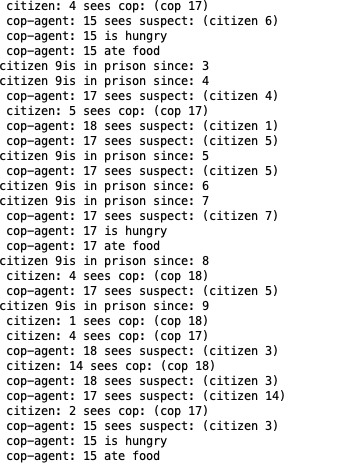 citizen: 4 sees cop: (cop 17)
cop-agent: 15 sees suspect: (citizen 6)
cop-agent: 15 is hungry
cop-agent: 15 ate food
citizen 9is in prison since: 3
citizen 9is in prison since: 4
cop-agent: 17 sees suspect: (citizen 4)
citizen: 5 sees cop: (cop 17)
cop-agent: 18 sees suspect: (citizen 1)
cop-agent: 17 sees suspect: (citizen 5)
citizen 9is in prison since: 5
cop-agent: 17 sees suspect: (citizen 5)
citizen 9is in prison since: 6
citizen 9is in prison since: 7
cop-agent: 17 sees suspect: (citizen 7)
cop-agent: 17 is hungry
cop-agent: 17 ate food
citizen 9is in prison since: 8
citizen: 4 sees cop: (cop 18)
cop-agent: 17 sees suspect: (citizen 5)
citizen 9is in prison since: 9
citizen: 1 sees cop: (cop 18)
citizen: 4 sees cop: (cop 17)
cop-agent: 18 sees suspect: (citizen 3)
citizen: 14 sees cop: (cop 18)
cop-agent: 18 sees suspect: (citizen 3)
cop-agent: 17 sees suspect: (citizen 14)
citizen: 2 sees cop: (cop 17)
cop-agent: 15 sees suspect: (citizen 3)
cop-agent: 15 is hungry
cop-agent: 15 ate food